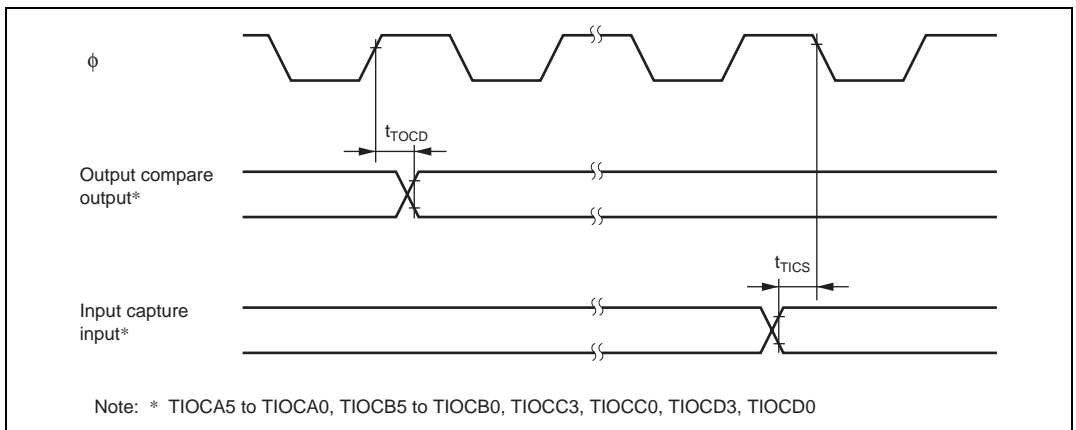 ϕ
tTOCD
Output compare
output*
tTICS
Input capture
input*
Note: * TIOCA5 to TIOCA0, TIOCB5 to TIOCB0, TIOCC3, TIOCC0, TIOCD3, TIOCD0